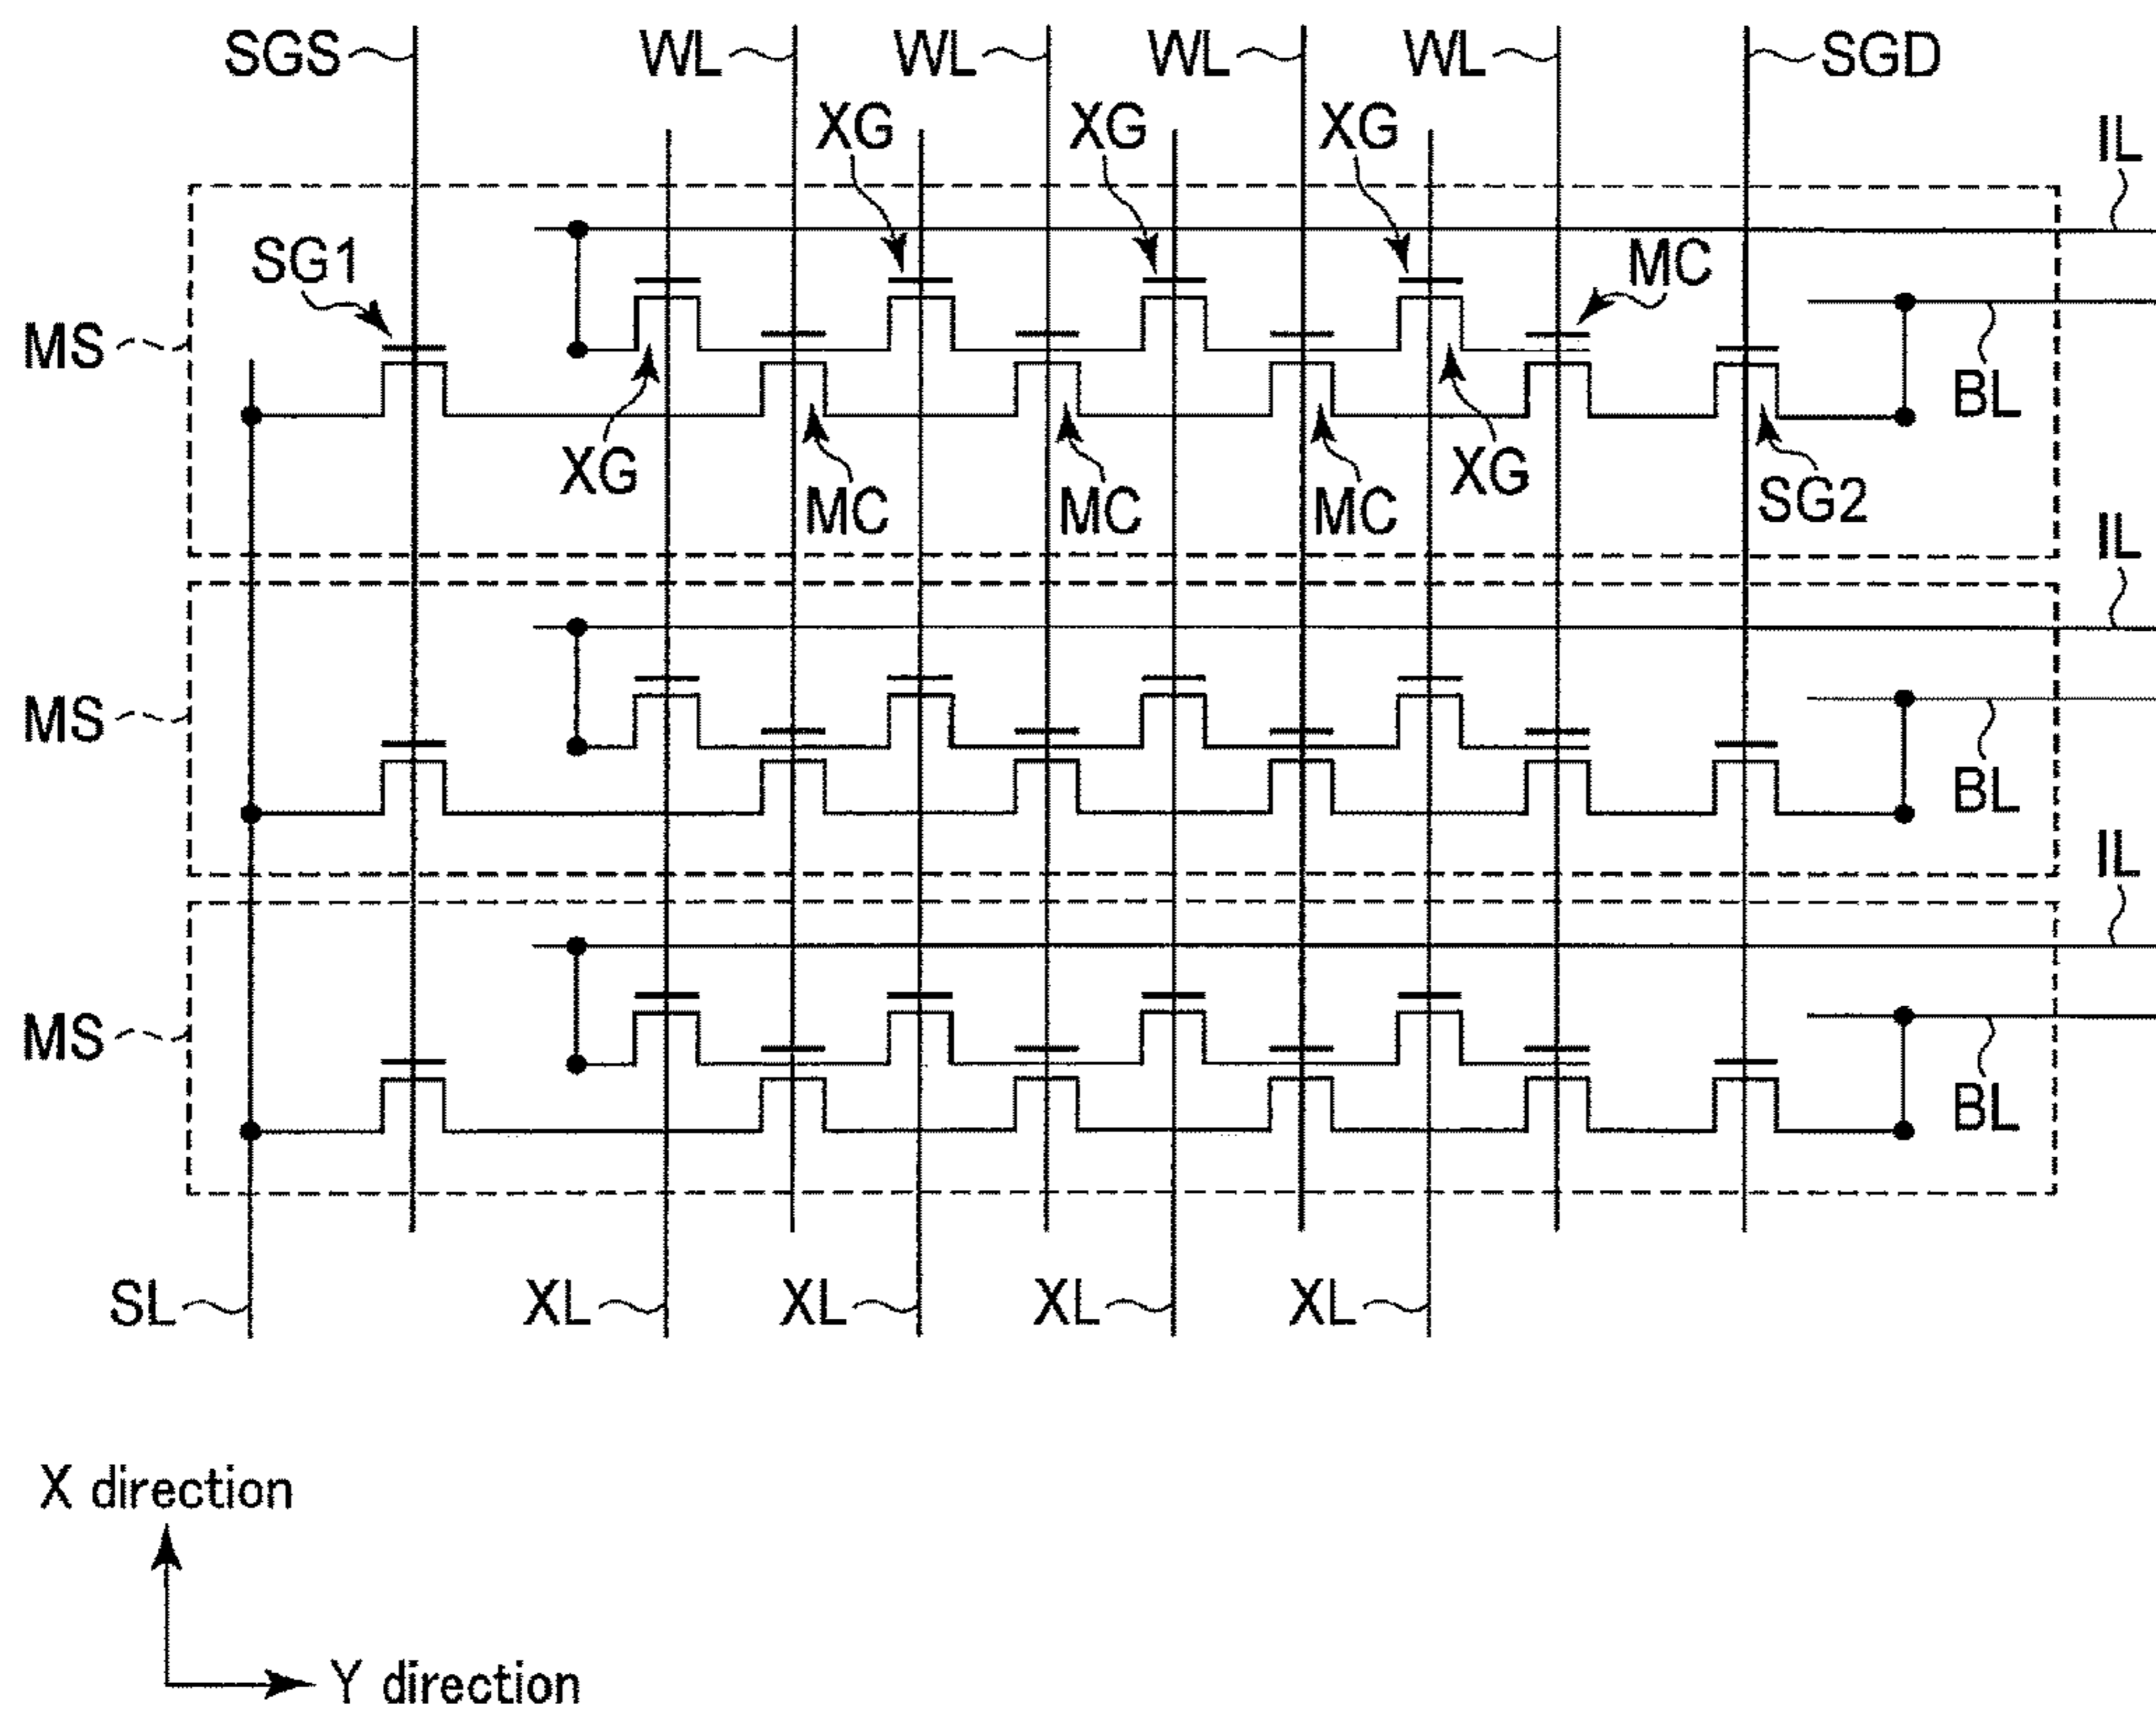 SGS WL WL WL WL SGD
XG XG XG IL
SG1 MC
MS BL
XG XG
MC MC MC SG2
IL
MS BL
IL
MS BL
SL XL XL XL XL
X direction
Y direction